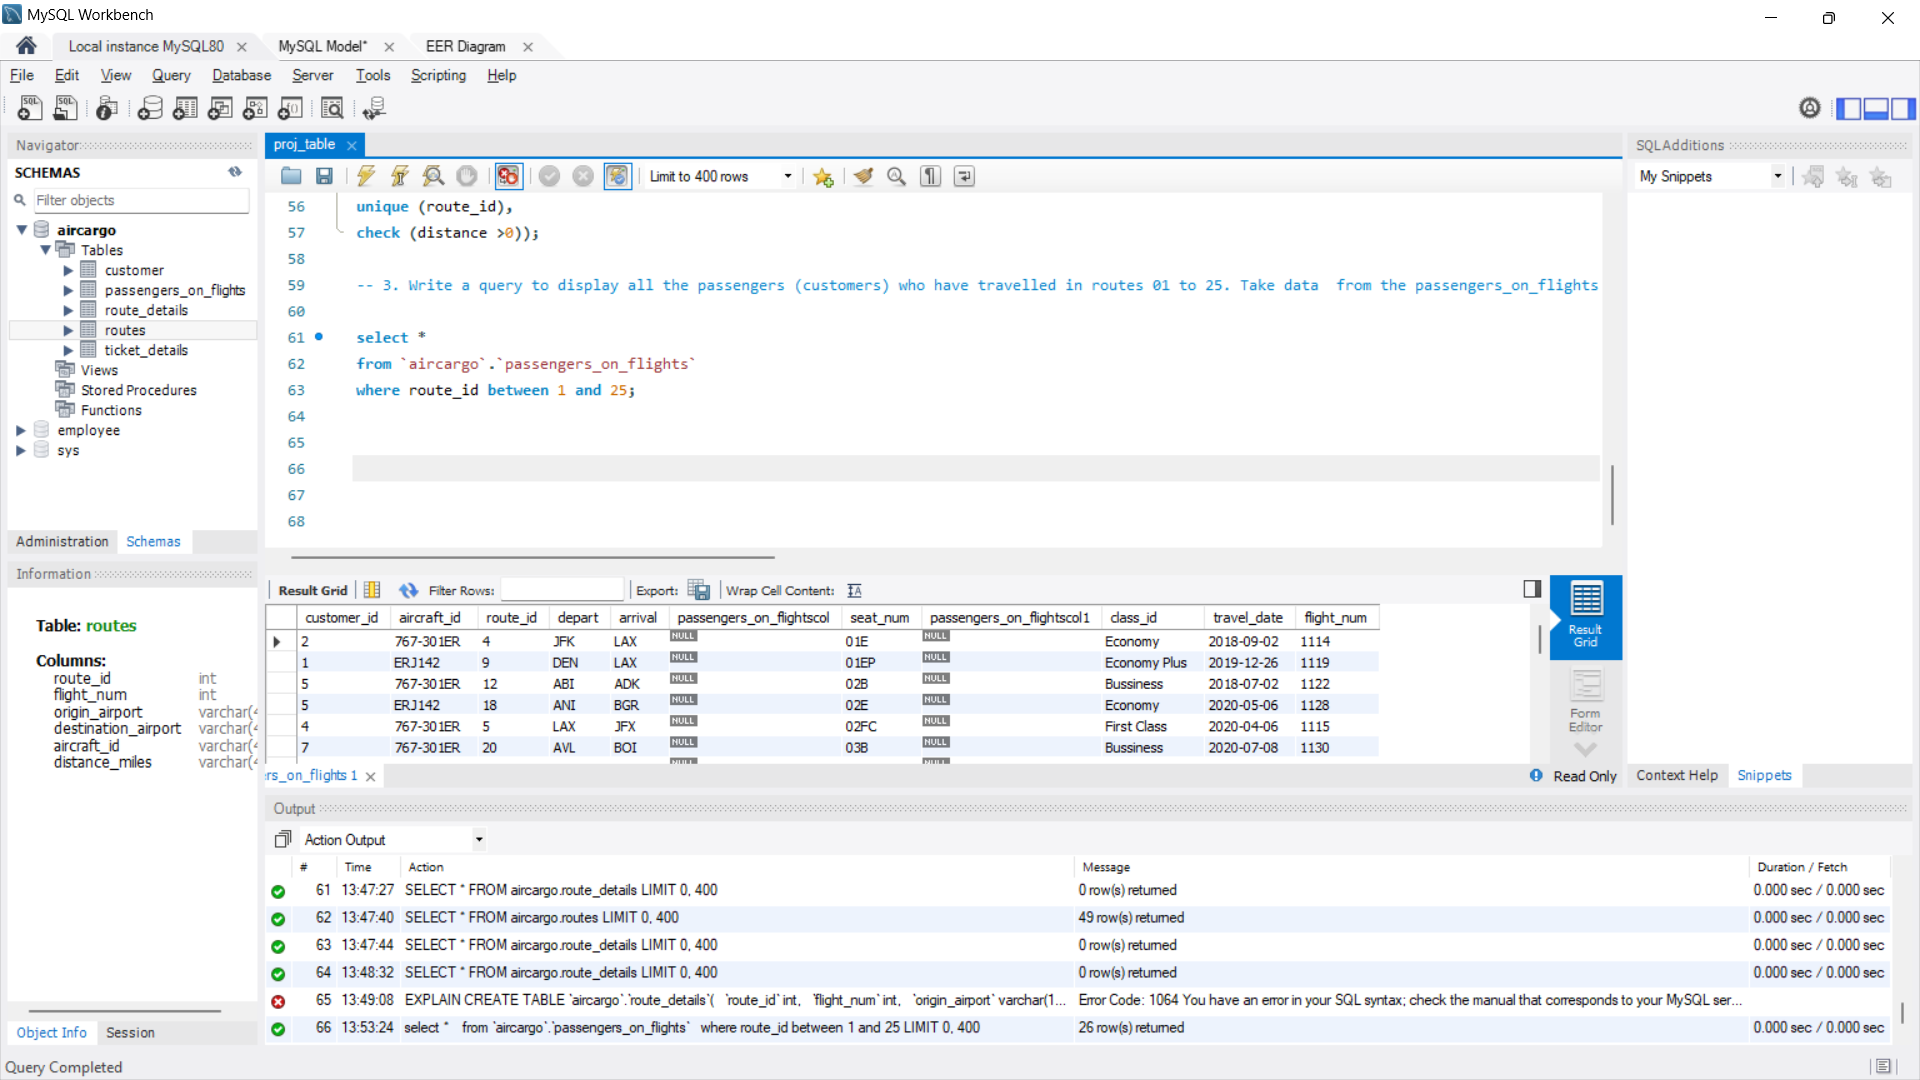 MySQL Workbench
Local instance MySQL80
MySQL Model*
EER Diagram
File Edit View Query Database Server Tools Scripting Help
Navigator
SCHEMAS
Filter objects
aircargo
Tables
customer
passengers_on_flights
route_details
routes
ticket_details
Views
Stored Procedures
Functions
employee
sys
Administration Schemas
Information
Table: routes
Columns:
route_id int
flight_num int
origin_airport varchar(
destination_airport varchar(
aircraft_id varchar(
distance_miles varchar(
Object Info Session
Query Completed
proj_table
Limit to 400 rows
56 unique (route_id),
57 check (distance >0));
58
59 -- 3. Write a query to display all the passengers (customers) who have travelled in routes 01 to 25. Take data  from the passengers_on_flights
60
61 select *
62 from `aircargo`.`passengers_on_flights`
63 where route_id between 1 and 25;
64
65
66
67
68
Result Grid Filter Rows: Export: Wrap Cell Content:
customer_id aircraft_id route_id depart arrival passengers_on_flightscol seat_num passengers_on_flightscol1 class_id travel_date flight_num
2 767-301ER 4 JFK LAX NULL 01E NULL Economy 2018-09-02 1114
1 ERJ142 9 DEN LAX NULL 01EP NULL Economy Plus 2019-12-26 1119
5 767-301ER 12 ABI ADK NULL 02B NULL Bussiness 2018-07-02 1122
5 ERJ142 18 ANI BGR NULL 02E NULL Economy 2020-05-06 1128
4 767-301ER 5 LAX JFX NULL 02FC NULL First Class 2020-04-06 1115
7 767-301ER 20 AVL BOI NULL 03B NULL Bussiness 2020-07-08 1130
NULL NULL
Result Grid
Form Editor
rs_on_flights 1
Read Only
SQLAdditions
My Snippets
Context Help Snippets
Output
Action Output
# Time Action Message Duration / Fetch
61 13:47:27 SELECT * FROM aircargo.route_details LIMIT 0, 400 0 row(s) returned 0.000 sec / 0.000 sec
62 13:47:40 SELECT * FROM aircargo.routes LIMIT 0, 400 49 row(s) returned 0.000 sec / 0.000 sec
63 13:47:44 SELECT * FROM aircargo.route_details LIMIT 0, 400 0 row(s) returned 0.000 sec / 0.000 sec
64 13:48:32 SELECT * FROM aircargo.route_details LIMIT 0, 400 0 row(s) returned 0.000 sec / 0.000 sec
65 13:49:08 EXPLAIN CREATE TABLE `aircargo`.`route_details`(   `route_id` int,   `flight_num` int,   `origin_airport` varchar(1... Error Code: 1064 You have an error in your SQL syntax; check the manual that corresponds to your MySQL ser...
66 13:53:24 select *   from `aircargo`.`passengers_on_flights`   where route_id between 1 and 25 LIMIT 0, 400 26 row(s) returned 0.000 sec / 0.000 sec